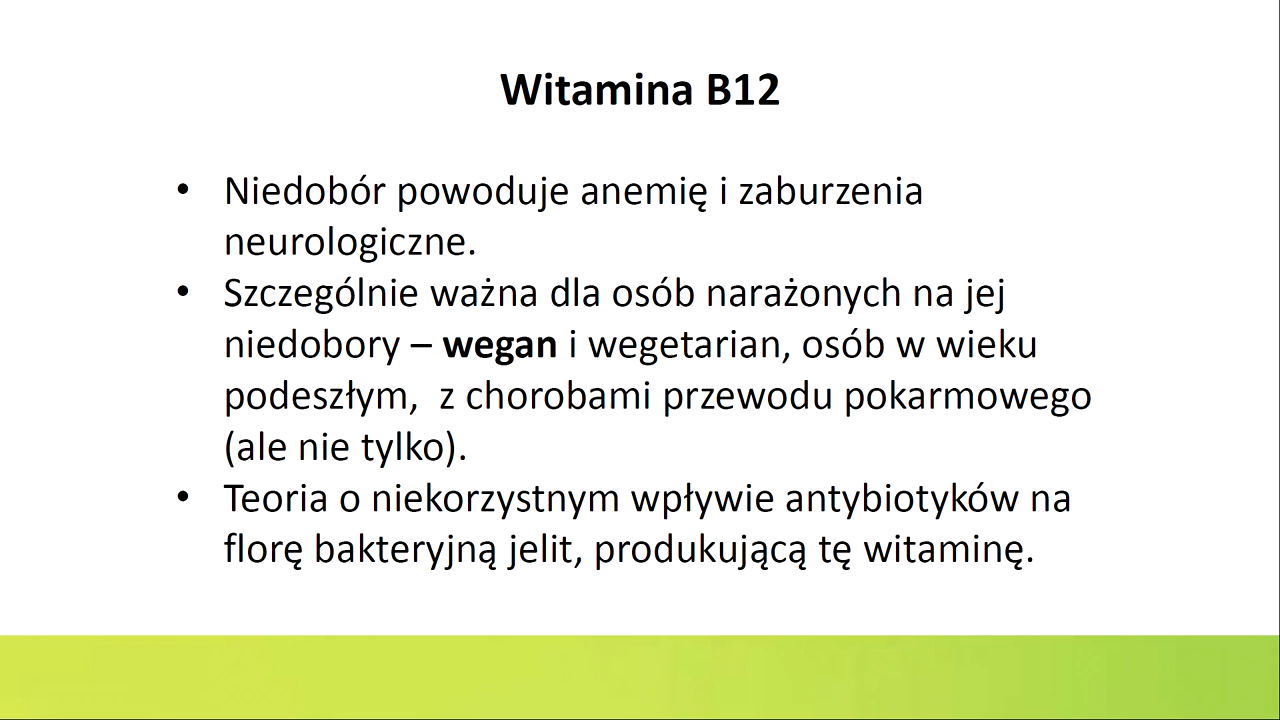 Witamina B12
• Niedobór powoduje anemię i zaburzenia
neurologiczne.
• Szczególnie ważna dla osób narażonych na jej
niedobory – wegan i wegetarian, osób w wieku
podeszłym,  z chorobami przewodu pokarmowego
(ale nie tylko).
• Teoria o niekorzystnym wpływie antybiotyków na
florę bakteryjną jelit, produkującą tę witaminę.